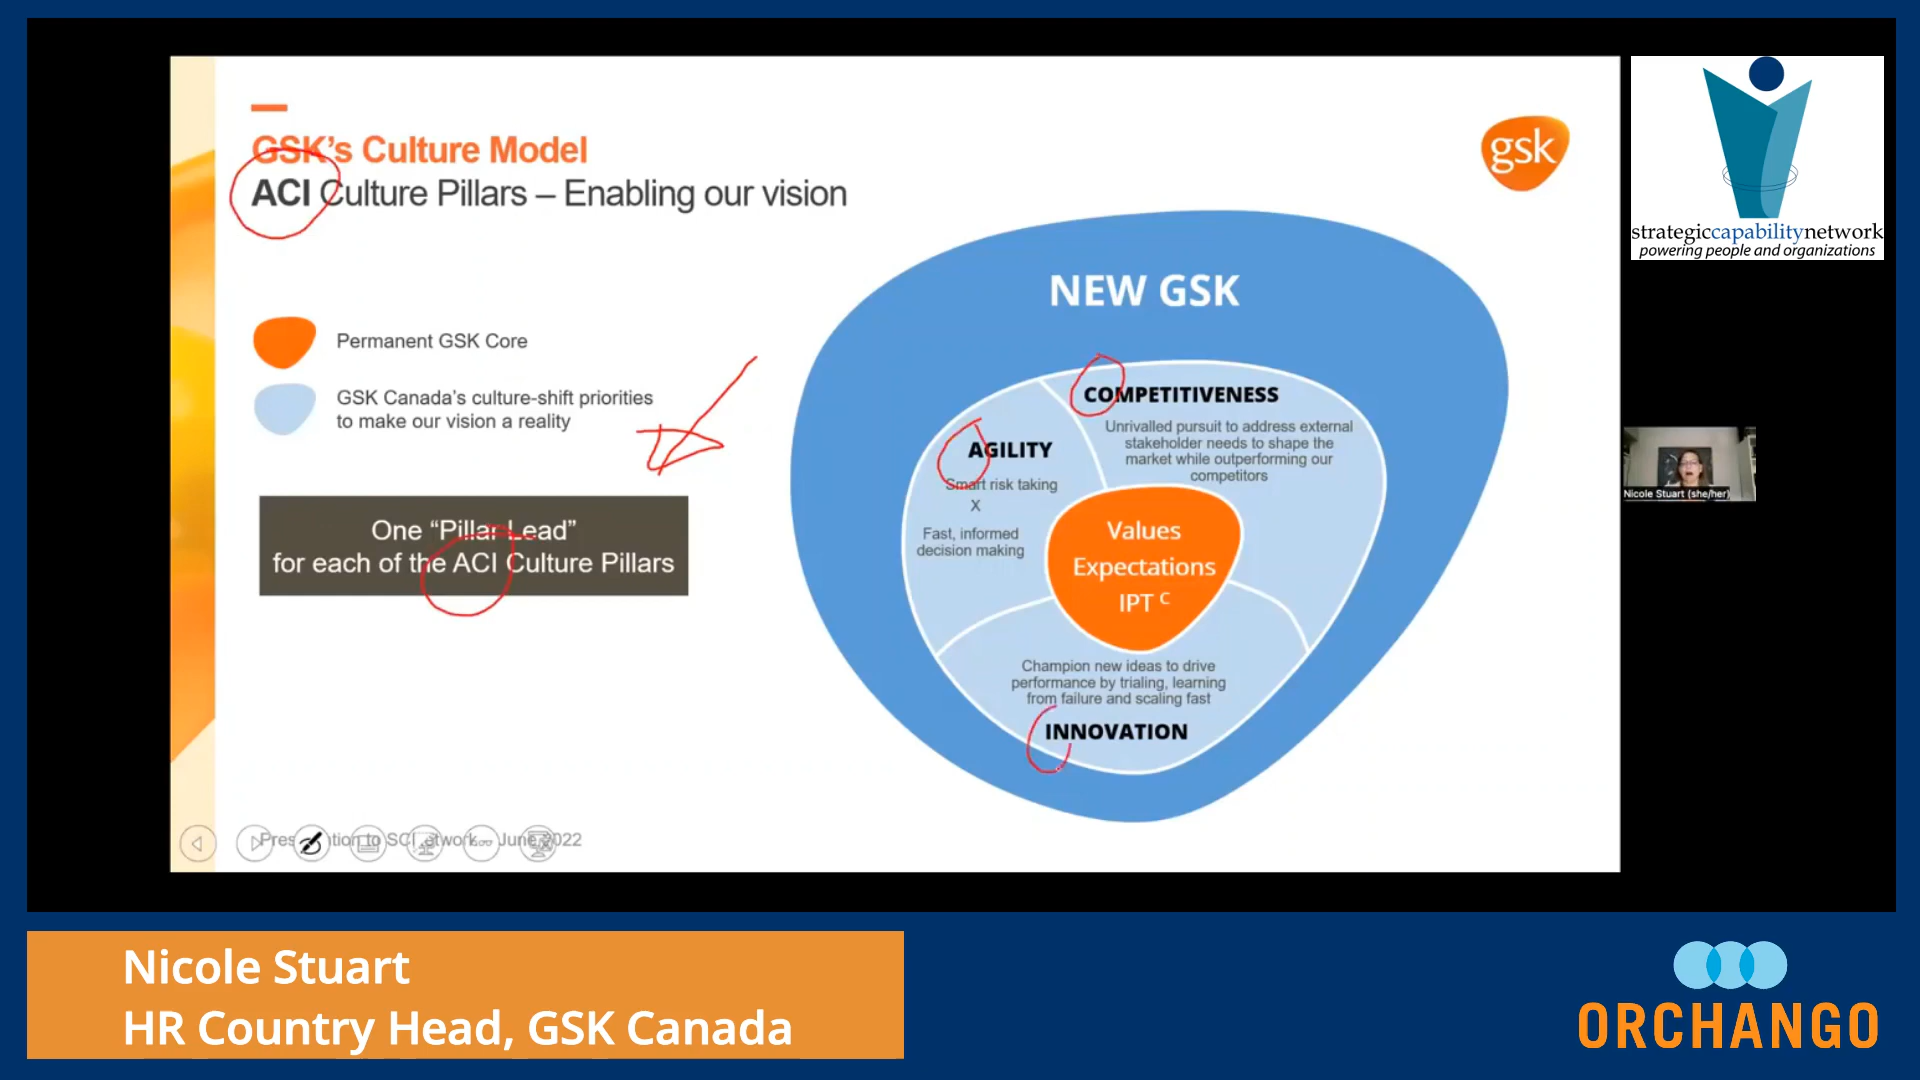 GSK's Culture Model
ACI Culture Pillars – Enabling our vision
gsk
Permanent GSK Core
GSK Canada's culture-shift priorities
to make our vision a reality
One “Pillar Lead”
for each of the ACI Culture Pillars
NEW GSK
COMPETITIVENESS
Unrivalled pursuit to address external
stakeholder needs to shape the
market while outperforming our
competitors
AGILITY
Smart risk taking
X
Fast, informed
decision making
Values
Expectations
IPT C
Champion new ideas to drive
performance by trialing, learning
from failure and scaling fast
INNOVATION
Presentation to SCNetwork - June 2022
strategiccapabilitynetwork
powering people and organizations
Nicole Stuart (she/her)
Nicole Stuart
HR Country Head, GSK Canada
ORCHANGO